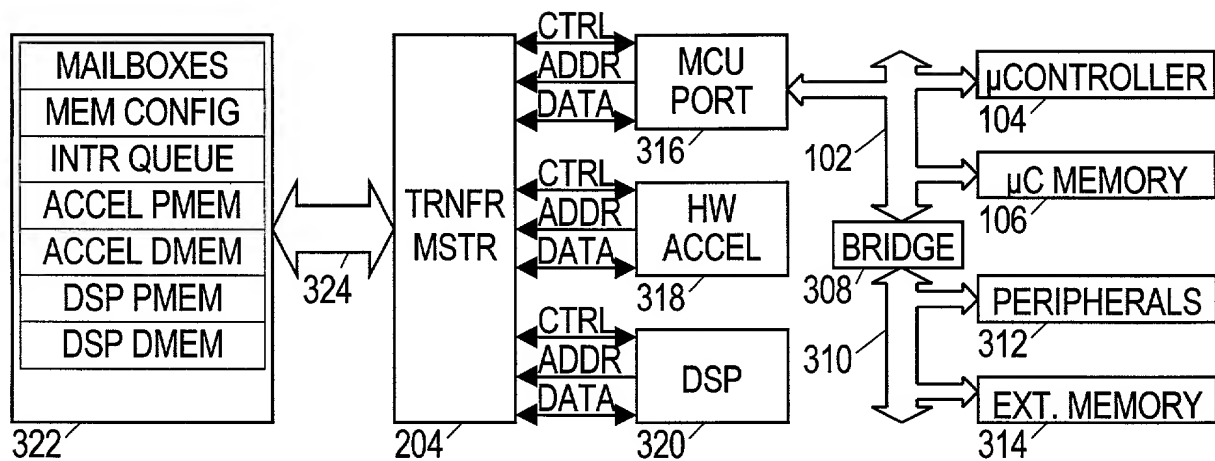 MAILBOXES
MEM CONFIG
INTR QUEUE
ACCEL PMEM
ACCEL DMEM
DSP PMEM
DSP DMEM
322
324
TRNFR
MSTR
204
CTRL
ADDR
DATA
MCU
PORT
316
CTRL
ADDR
DATA
HW
ACCEL
318
CTRL
ADDR
DATA
DSP
320
102
µCONTROLLER
104
µC MEMORY
106
BRIDGE
308
310
PERIPHERALS
312
EXT. MEMORY
314